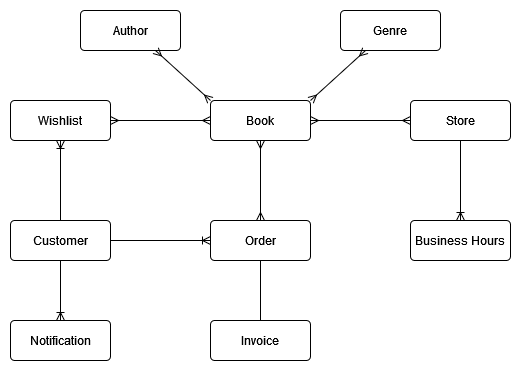 Author
Genre
Wishlist
Book
Store
Customer
Order
Business Hours
Notification
Invoice